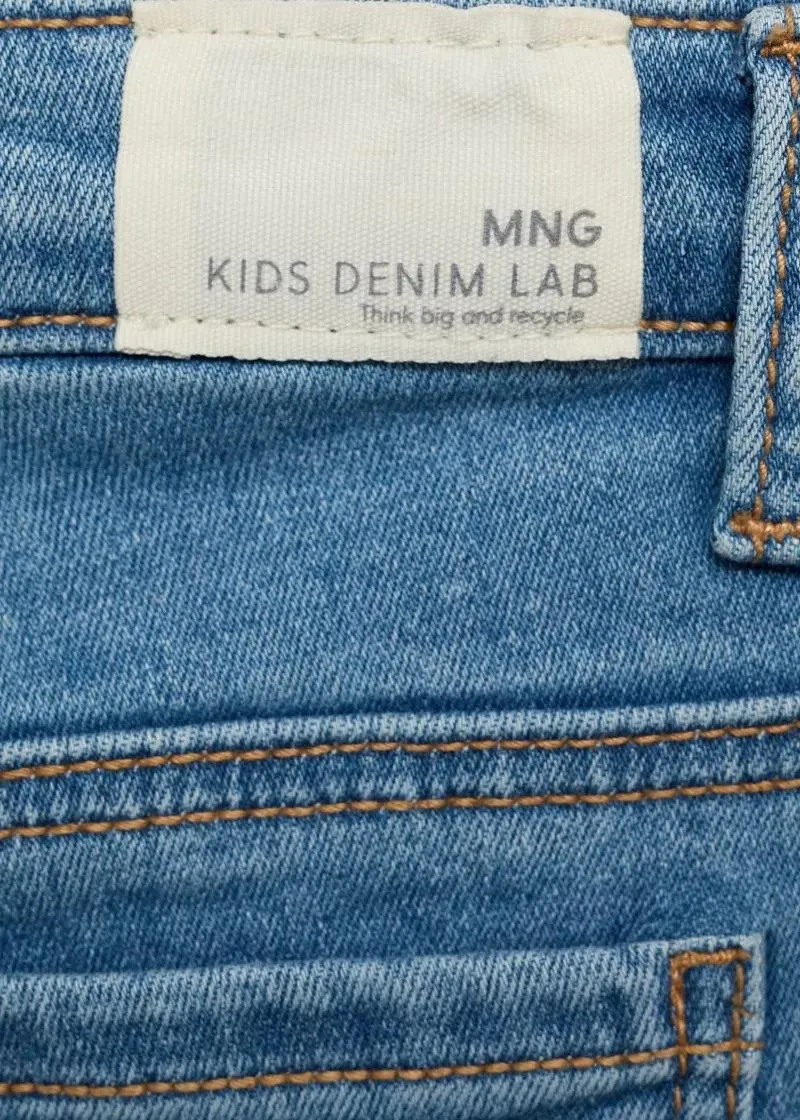 MNG
KIDS DENIM LAB
Think big and recycle